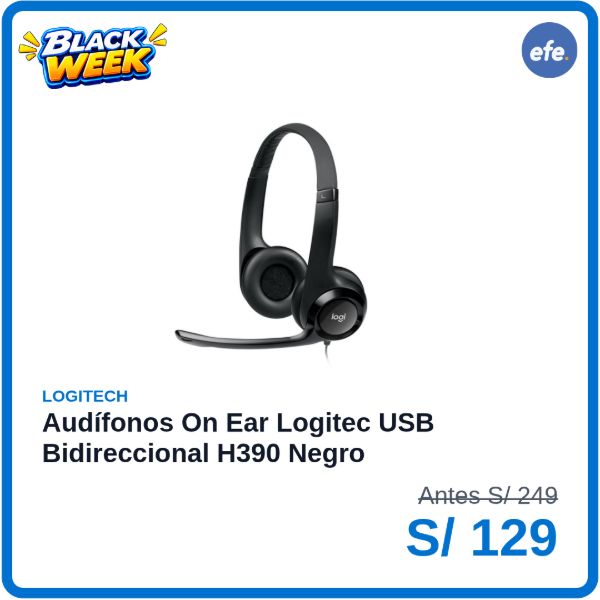 BLACK
WEEK
efe.
logi
LOGITECH
Audífonos On Ear Logitec USB
Bidireccional H390 Negro
Antes S/ 249
S/ 129